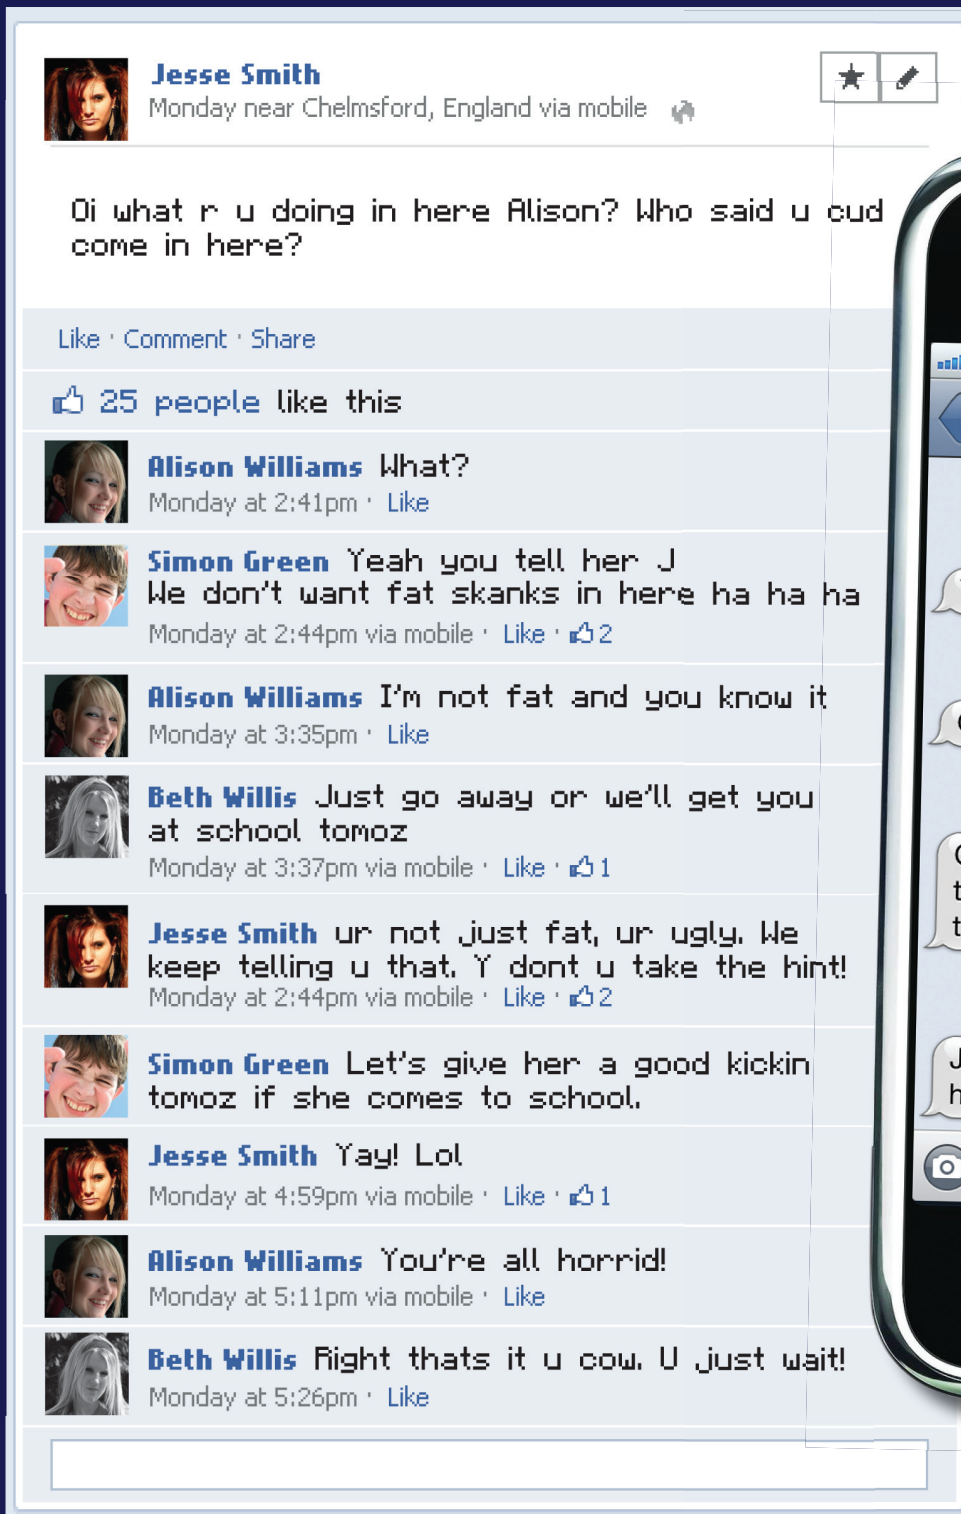 Jesse Smith
Monday near Chelmsford, England via mobile
Oi what r u doing in here Alison? Who said u cud
come in here?
Like · Comment · Share
25 people like this
Alison Williams What?
Monday at 2:41pm · Like
Simon Green Yeah you tell her J
We don't want fat skanks in here ha ha ha
Monday at 2:44pm via mobile · Like · 2
Alison Williams I'm not fat and you know it
Monday at 3:35pm · Like
Beth Willis Just go away or we'll get you
at school tomoz
Monday at 3:37pm via mobile · Like · 1
Jesse Smith ur not just fat, ur ugly. We
keep telling u that. Y dont u take the hint!
Monday at 2:44pm via mobile · Like · 2
Simon Green Let's give her a good kickin
tomoz if she comes to school.
Jesse Smith Yay! Lol
Monday at 4:59pm via mobile · Like · 1
Alison Williams You're all horrid!
Monday at 5:11pm via mobile · Like
Beth Willis Right thats it u cow. U just wait!
Monday at 5:26pm · Like